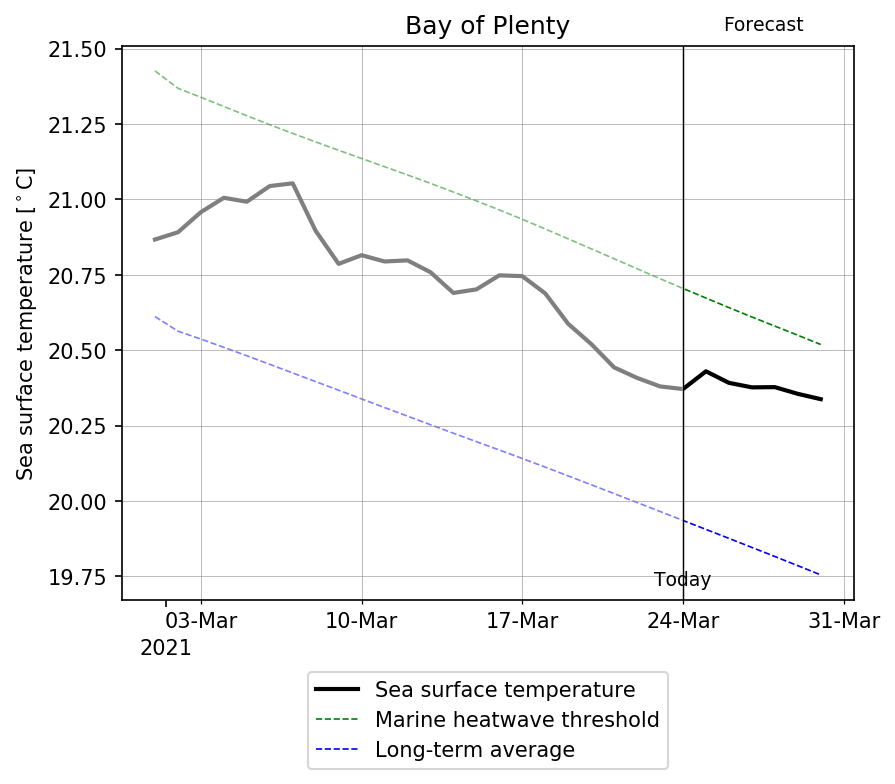 Bay of Plenty
Forecast
21.50
21.25
21.00
20.75
20.50
20.25
20.00
19.75
Sea surface temperature [°C]
Today
03-Mar 10-Mar 17-Mar 24-Mar 31-Mar
2021
Sea surface temperature
Marine heatwave threshold
Long-term average